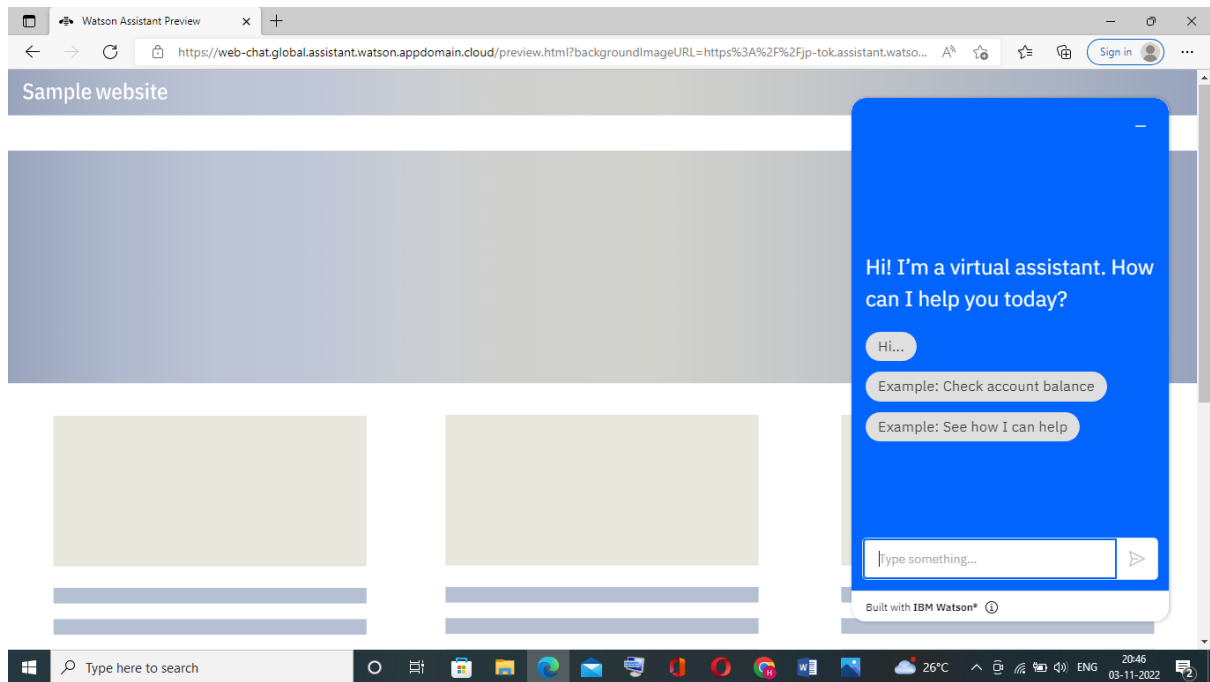 Watson Assistant Preview
https://web-chat.global.assistant.watson.appdomain.cloud/preview.html?backgroundImageURL=https%3A%2F%2Fjp-tok.assistant.watso...
Sign in
Sample website
Hi! I'm a virtual assistant. How
can I help you today?
Hi...
Example: Check account balance
Example: See how I can help
Type something...
Built with IBM Watson®
Type here to search
26°C
ENG
20:46
03-11-2022
2